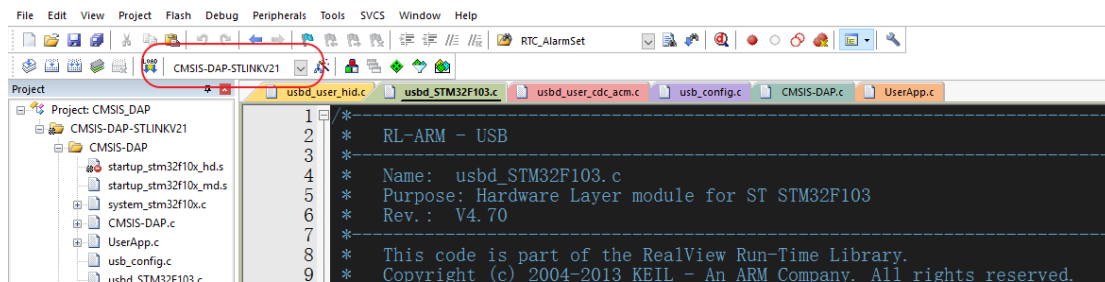 File Edit View Project Flash Debug Peripherals Tools SVCS Window Help
RTC_AlarmSet
LOAD CMSIS-DAP-STLINKV21
Project
usbd_user_hid.c usbd_STM32F103.c usbd_user_cdc_acm.c usb_config.c CMSIS-DAP.c UserApp.c
Project: CMSIS_DAP
CMSIS-DAP-STLINKV21
CMSIS-DAP
startup_stm32f10x_hd.s
startup_stm32f10x_md.s
system_stm32f10x.c
CMSIS-DAP.c
UserApp.c
usb_config.c
usbd_STM32F103.c
1 /*----------------------------------------------------------------------------
2 * RL-ARM - USB
3 *----------------------------------------------------------------------------
4 * Name: usbd_STM32F103.c
5 * Purpose: Hardware Layer module for ST STM32F103
6 * Rev.: V4.70
7 *----------------------------------------------------------------------------
8 * This code is part of the RealView Run-Time Library.
9 * Copyright (c) 2004-2013 KEIL - An ARM Company. All rights reserved.